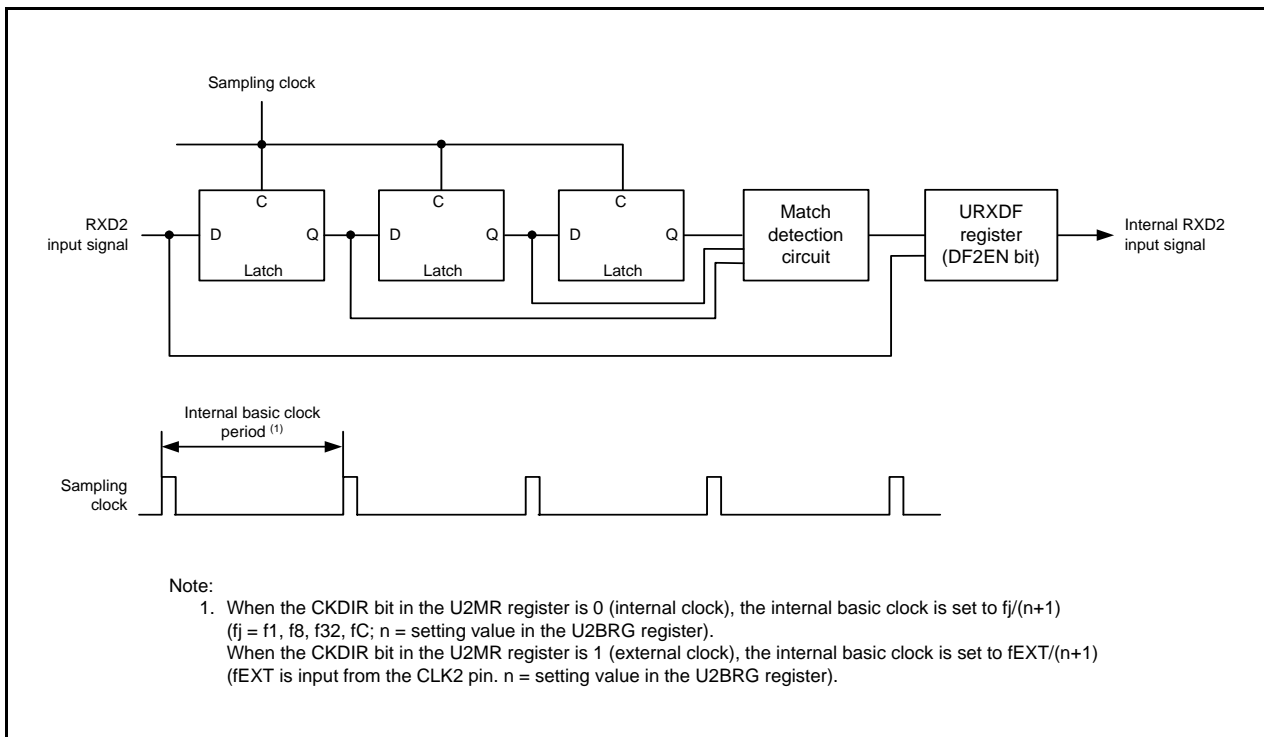 Sampling clock
C
C
C
RXD2
input signal
D
Q
D
Q
D
Q
Latch
Latch
Latch
Match
detection
circuit
URXDF
register
(DF2EN bit)
Internal RXD2
input signal
Internal basic clock
period (1)
Sampling
clock
Note:
1. When the CKDIR bit in the U2MR register is 0 (internal clock), the internal basic clock is set to fj/(n+1)
(fj = f1, f8, f32, fC; n = setting value in the U2BRG register).
When the CKDIR bit in the U2MR register is 1 (external clock), the internal basic clock is set to fEXT/(n+1)
(fEXT is input from the CLK2 pin. n = setting value in the U2BRG register).